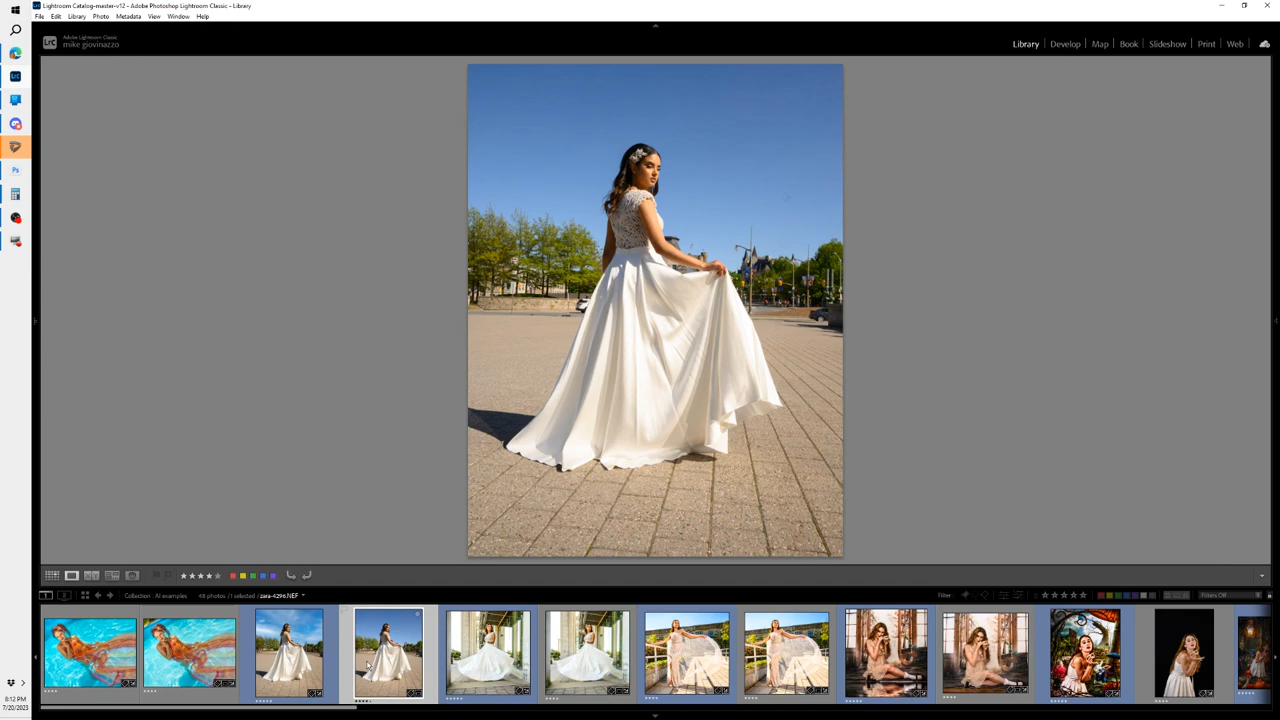 Lightroom Catalog-master-v12 - Adobe Photoshop Lightroom Classic - Library
File Edit Library Photo Metadata View Window Help
Lrc Adobe Lightroom Classic
mike giovinazzo
Library Develop Map Book Slideshow Print Web
Collection : AI examples 48 photos / 1 selected / zara-4296.NEF
Filter : Filters Off
Ps
8:12 PM
7/20/2023